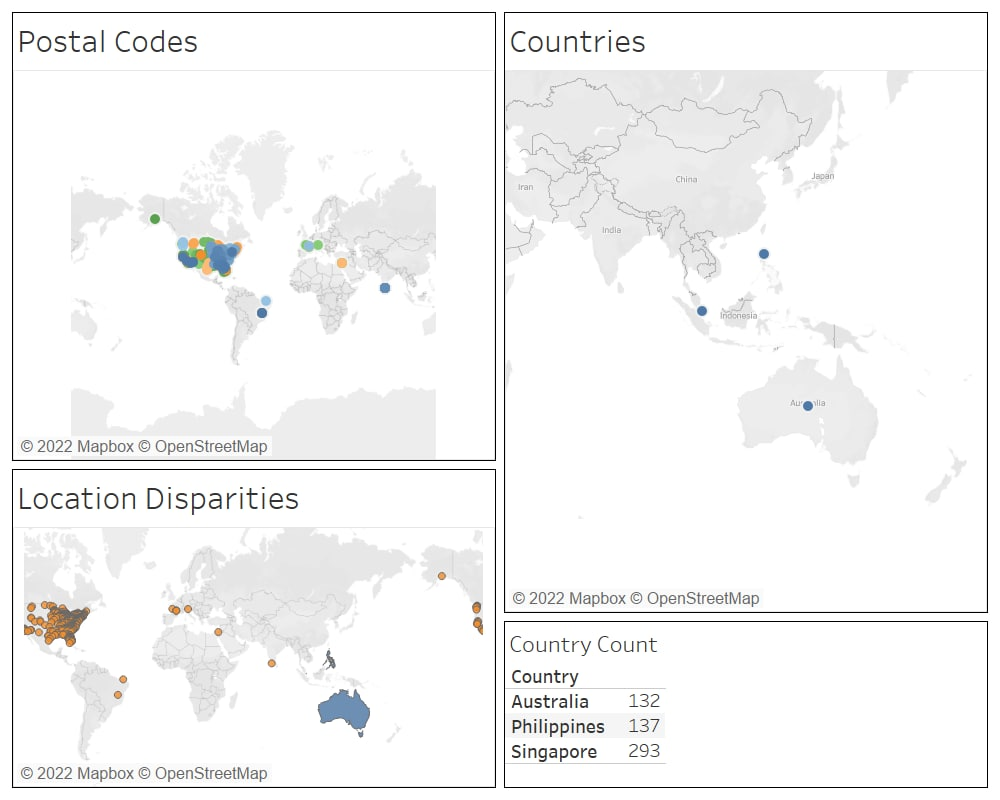 Postal Codes
© 2022 Mapbox © OpenStreetMap
Countries
China
Japan
Iran
India
Indonesia
© 2022 Mapbox © OpenStreetMap
Location Disparities
© 2022 Mapbox © OpenStreetMap
Country Count
Country
Australia 132
Philippines 137
Singapore 293